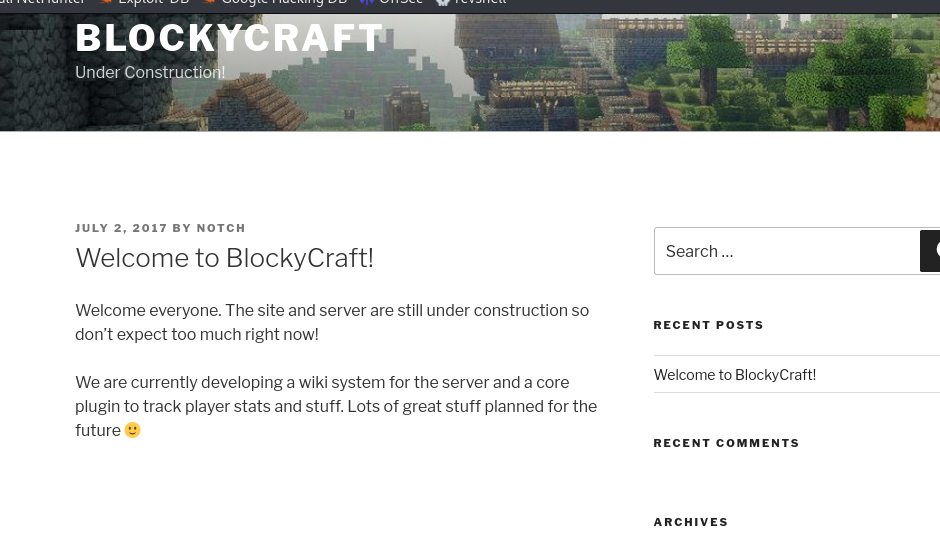 Exploit-DB Google Hacking DB OffSec revshell
BLOCKYCRAFT
Under Construction!
JULY 2, 2017 BY NOTCH
Welcome to BlockyCraft!
Welcome everyone. The site and server are still under construction so
don’t expect too much right now!
We are currently developing a wiki system for the server and a core
plugin to track player stats and stuff. Lots of great stuff planned for the
future 🙂
Search …
RECENT POSTS
Welcome to BlockyCraft!
RECENT COMMENTS
ARCHIVES